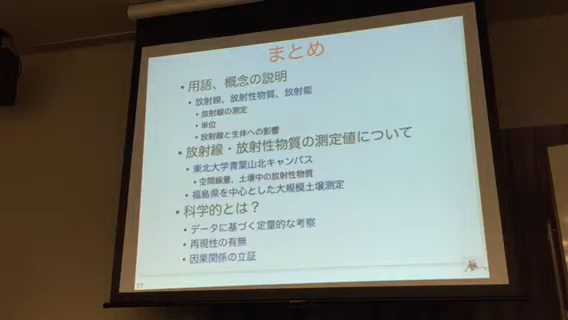 まとめ
• 用語、概念の説明
• 放射線、放射性物質、放射能
• 放射線の測定
• 単位
• 放射線と生体への影響
• 放射線・放射性物質の測定値について
• 東北大学青葉山北キャンパス
• 空間線量、土壌中の放射性物質
• 福島県を中心とした大規模土壌測定
• 科学的とは？
• データに基づく定量的な考察
• 再現性の有無
• 因果関係の立証
77